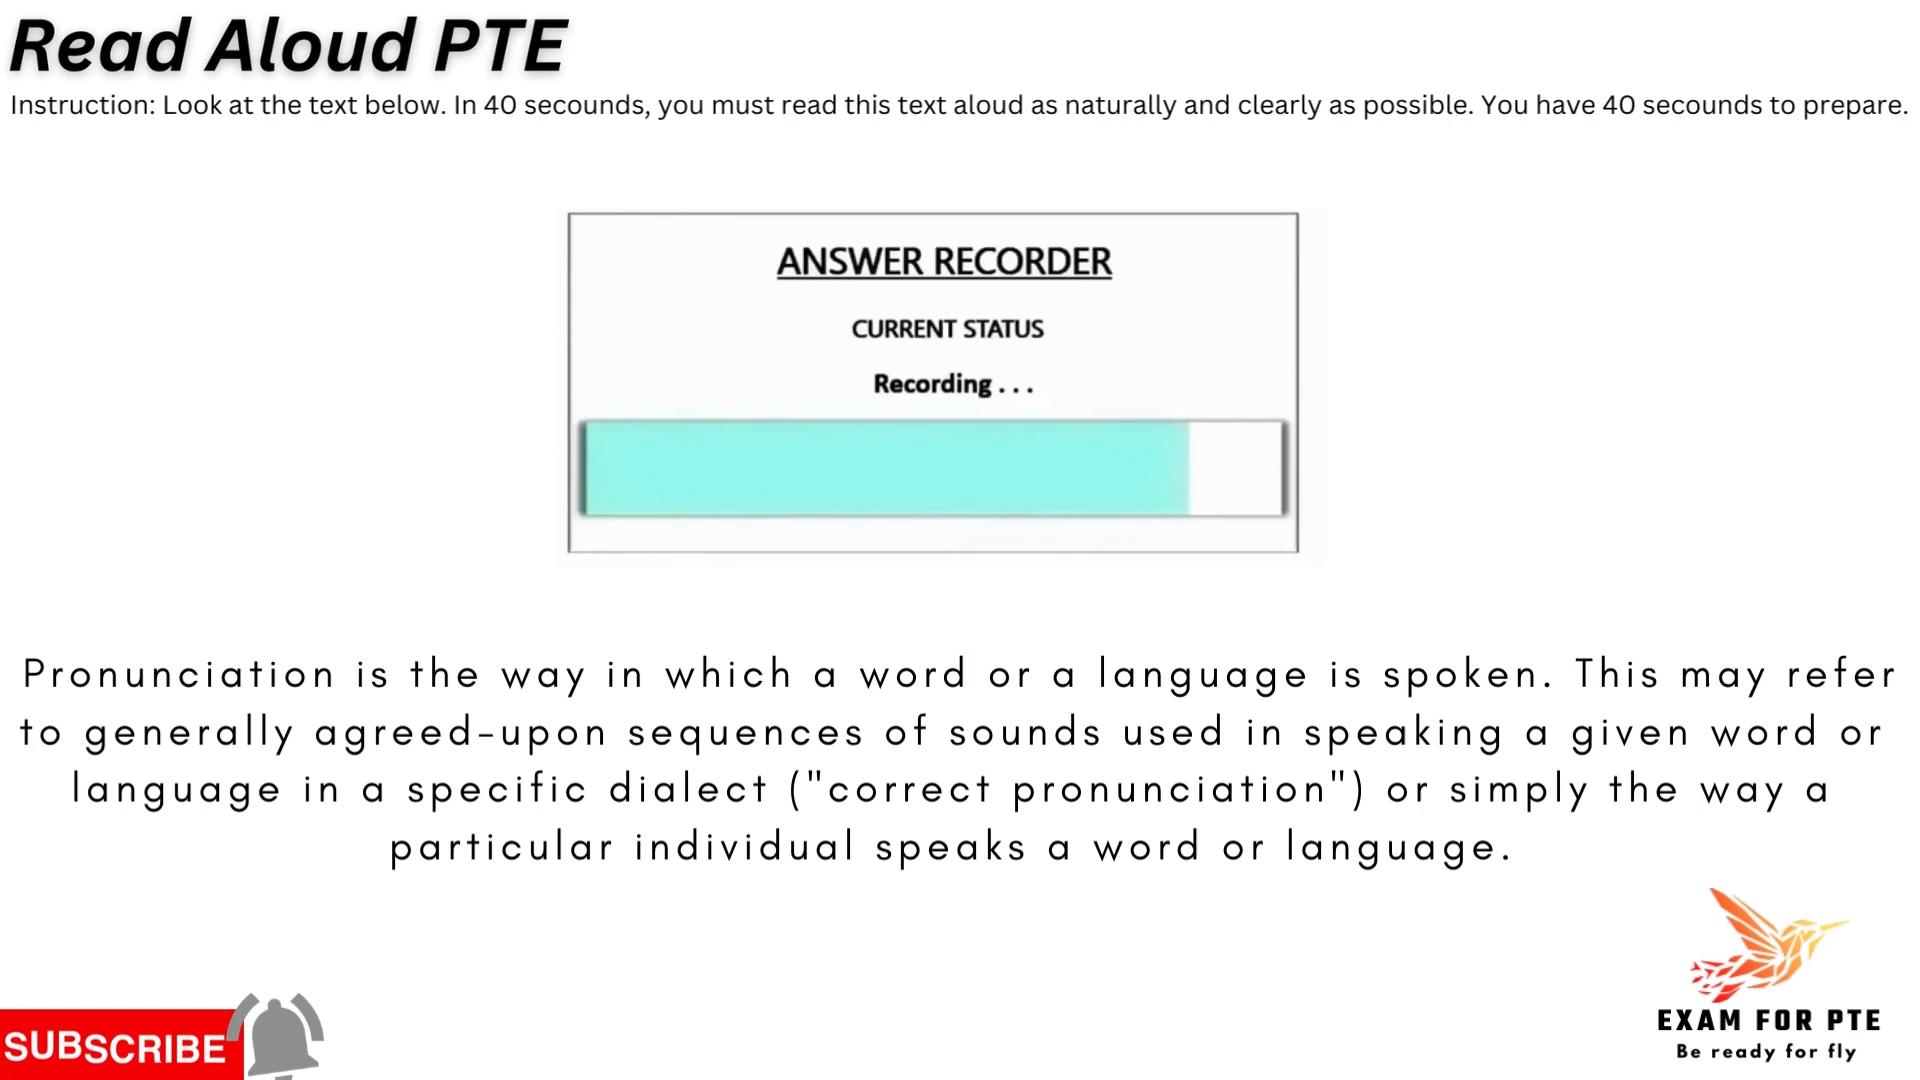 Read Aloud PTE
Instruction: Look at the text below. In 40 secounds, you must read this text aloud as naturally and clearly as possible. You have 40 secounds to prepare.
ANSWER RECORDER
CURRENT STATUS
Recording . . .
Pronunciation is the way in which a word or a language is spoken. This may refer
to generally agreed-upon sequences of sounds used in speaking a given word or
language in a specific dialect ("correct pronunciation") or simply the way a
particular individual speaks a word or language.
SUBSCRIBE
EXAM FOR PTE
Be ready for fly